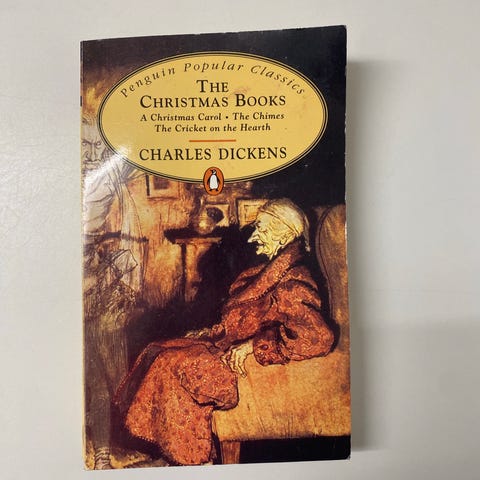 Penguin Popular Classics
THE
CHRISTMAS BOOKS
A Christmas Carol • The Chimes
The Cricket on the Hearth
CHARLES DICKENS